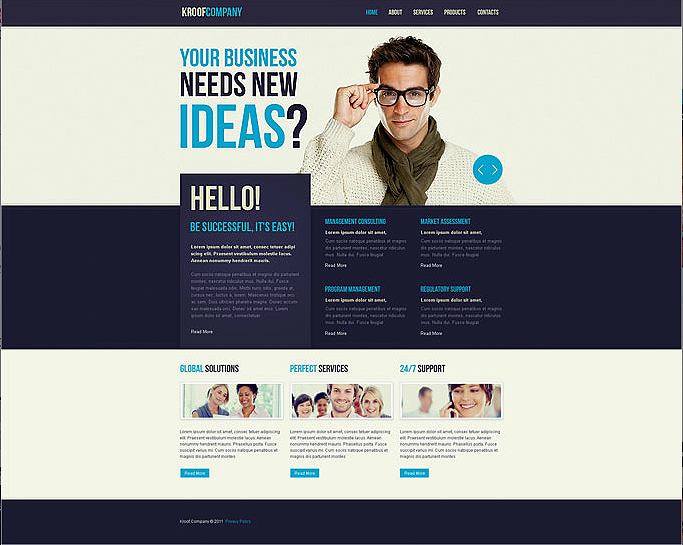 KROOFCOMPANY
HOME ABOUT SERVICES PRODUCTS CONTACTS
YOUR BUSINESS
NEEDS NEW
IDEAS?
HELLO!
BE SUCCESSFUL, IT'S EASY!
Lorem ipsum dolor sit amet, consec tetuer adipi
scing elit. Praesent vestibulum molestie lacus.
Aenean nonummy hendrerit mauris.
Cum sociis natoque penatibus et magnis dis
parturient montes, nascetur ridiculus mus. Nulla dui. Fusce
feugiat malesuada odio. Morbi nunc odio, gravida at,
cursus nec, luctus a, lorem. Maecenas tristique orci
ac sem. Duis ultricies pharetra magna. Donec accum
san malesuada orci. Donec sit amet eros. Lorem
ipsum dolor sit amet, consectetuer
Read More
MANAGEMENT CONSULTING
Lorem ipsum dolor sit amet,
Cum sociis natoque penatibus et magnis
dis parturient montes, nascetur ridiculus
mus. Nulla dui. Fusce feugiat
Read More
MARKET ASSESSMENT
Lorem ipsum dolor sit amet,
Cum sociis natoque penatibus et magnis
dis parturient montes, nascetur ridiculus
mus. Nulla dui. Fusce feugiat
Read More
PROGRAM MANAGEMENT
Lorem ipsum dolor sit amet,
Cum sociis natoque penatibus et magnis
dis parturient montes, nascetur ridiculus
mus. Nulla dui. Fusce feugiat
Read More
REGULATORY SUPPORT
Lorem ipsum dolor sit amet,
Cum sociis natoque penatibus et magnis
dis parturient montes, nascetur ridiculus
mus. Nulla dui. Fusce feugiat
Read More
GLOBAL SOLUTIONS
Lorem ipsum dolor sit amet, consec tetuer adipiscing
elit. Praesent vestibulum molestie lacus. Aenean
nonummy hendrerit mauris. Phasellus porta. Fusce
suscipit varius mi. Cum sociis natoque penatibus et
magnis dis parturient montes
Read More
PERFECT SERVICES
Lorem ipsum dolor sit amet, consec tetuer adipiscing
elit. Praesent vestibulum molestie lacus. Aenean
nonummy hendrerit mauris. Phasellus porta. Fusce
suscipit varius mi. Cum sociis natoque penatibus et
magnis dis parturient montes
Read More
24/7 SUPPORT
Lorem ipsum dolor sit amet, consec tetuer adipiscing
elit. Praesent vestibulum molestie lacus. Aenean
nonummy hendrerit mauris. Phasellus porta. Fusce
suscipit varius mi. Cum sociis natoque penatibus et
magnis dis parturient montes
Read More
Kroof Company © 2011 Privacy Policy